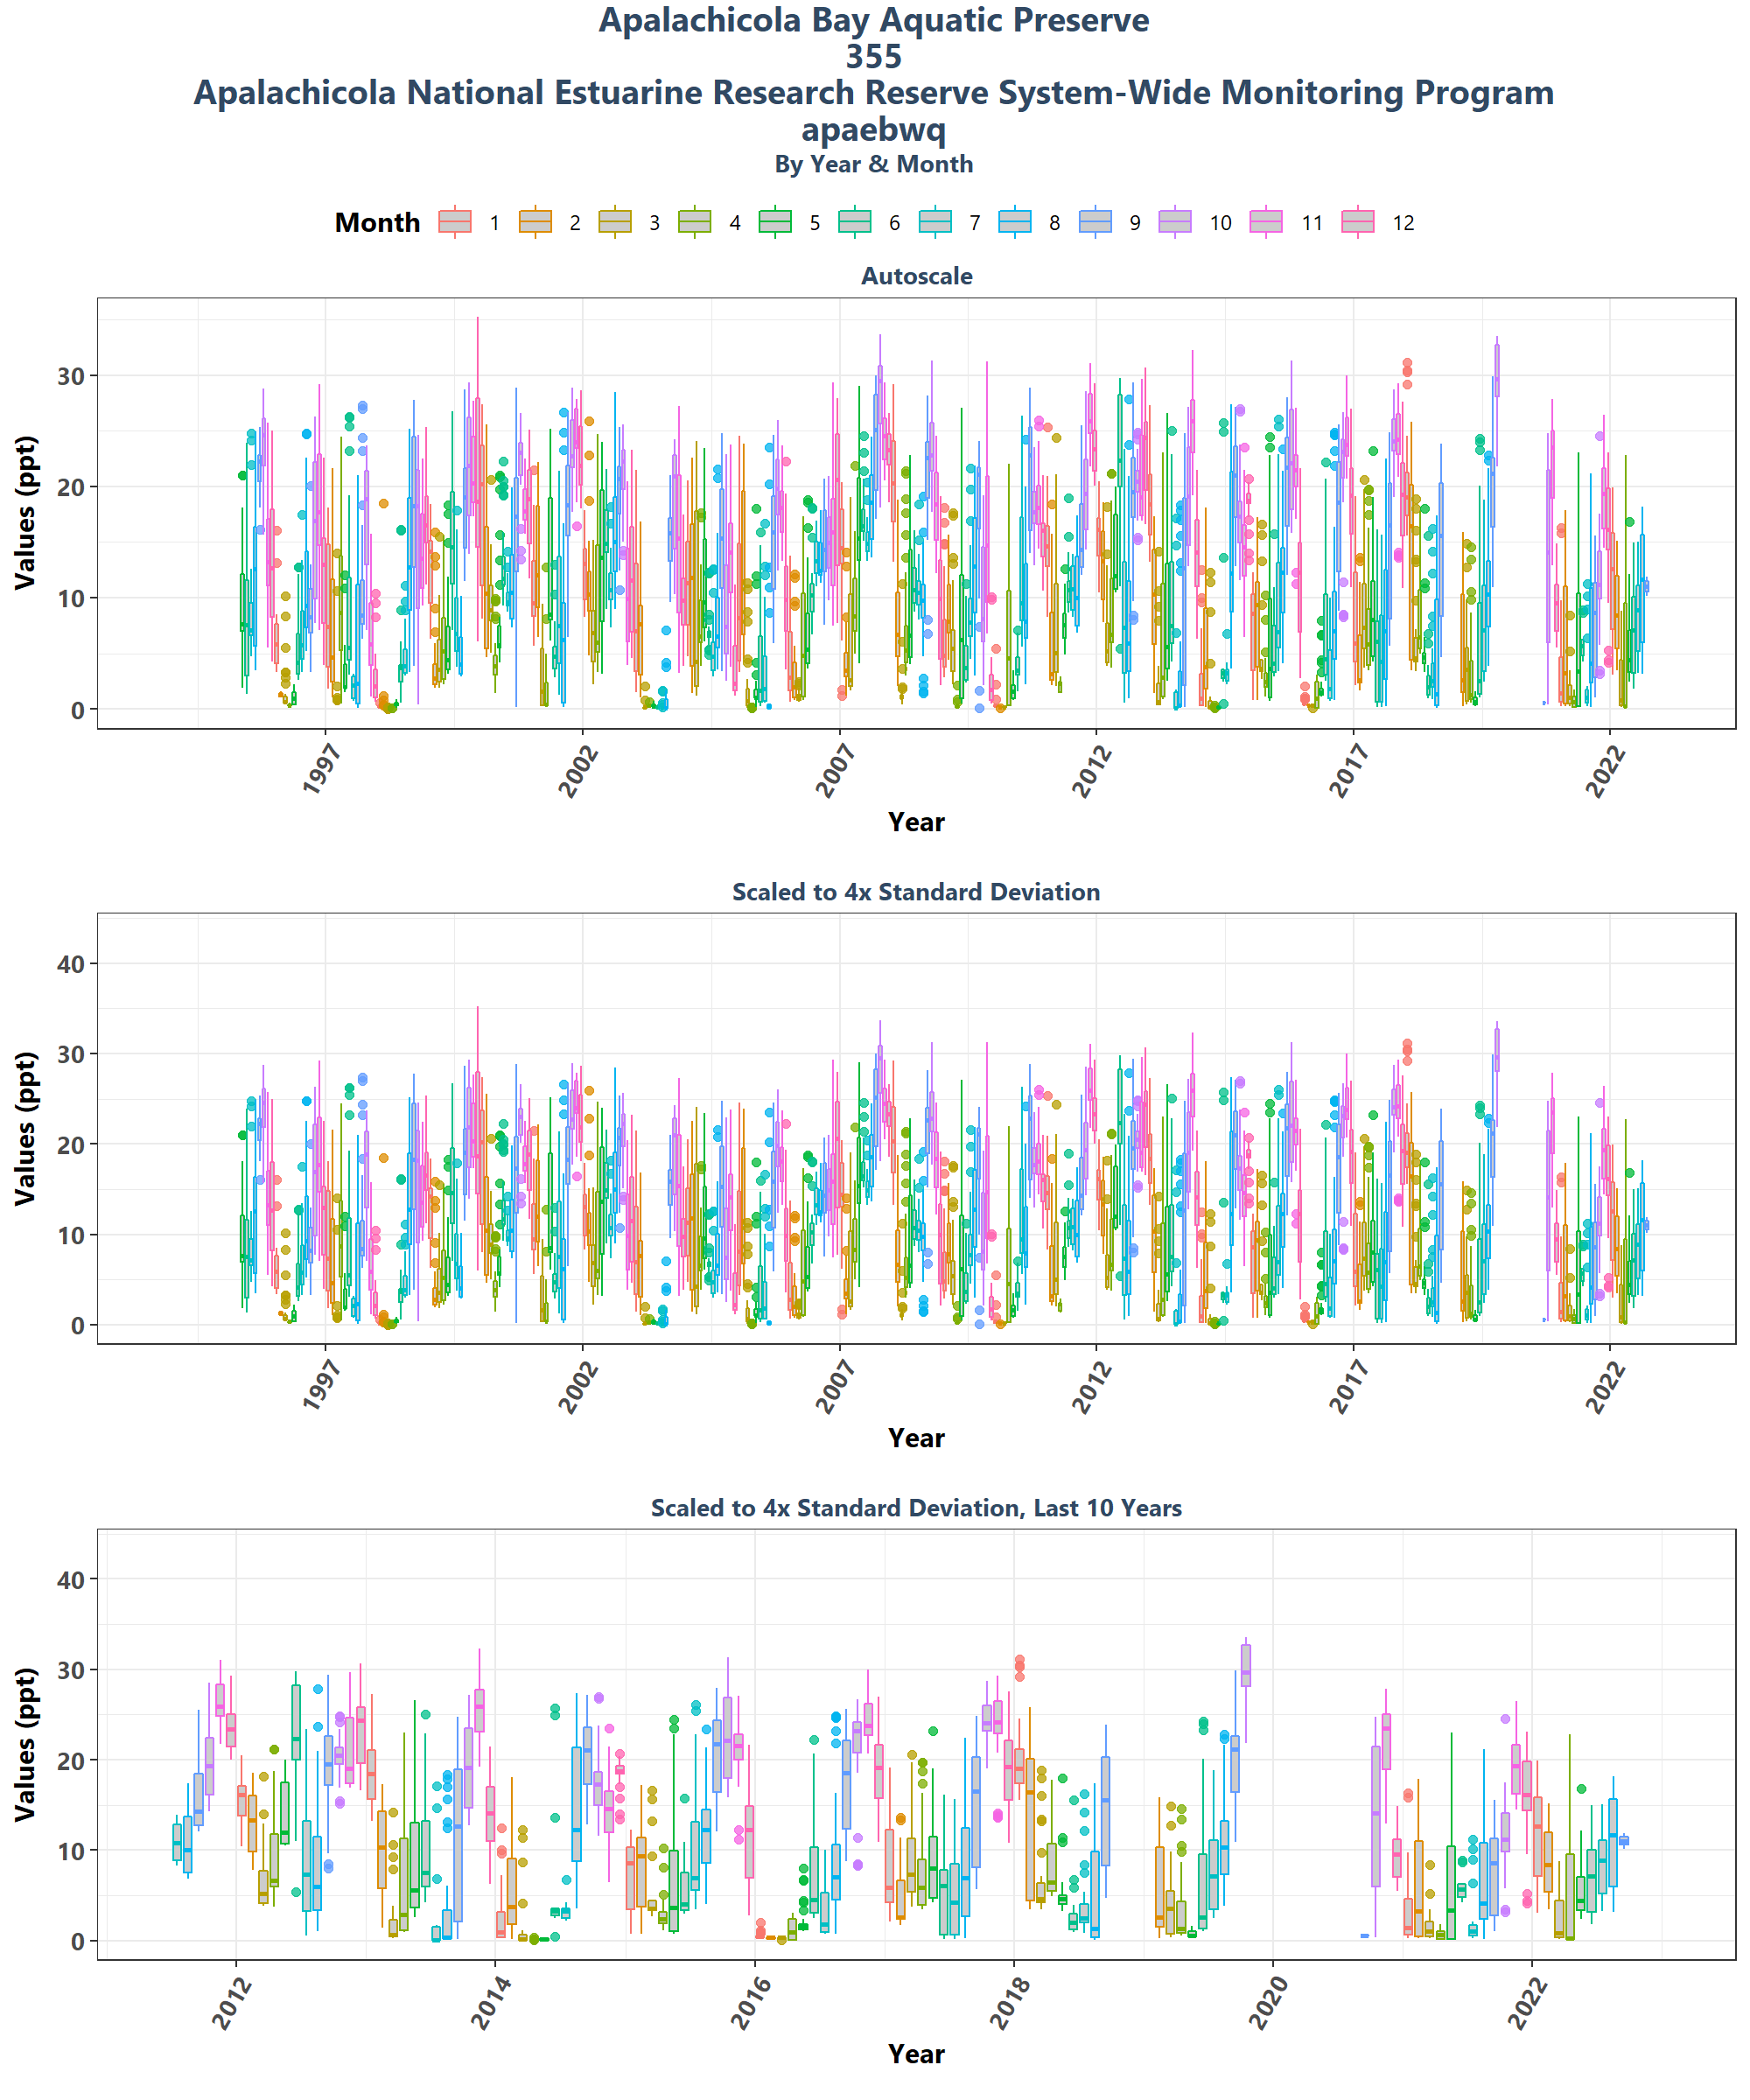 Apalachicola Bay Aquatic Preserve
355
Apalachicola National Estuarine Research Reserve System-Wide Monitoring Program
apaebwq
By Year & Month
Month 1 2 3 4 5 6 7 8 9 10 11 12
Autoscale
Values (ppt)
30
20
10
0
1997 2002 2007 2012 2017 2022
Year
Scaled to 4x Standard Deviation
Values (ppt)
40
30
20
10
0
1997 2002 2007 2012 2017 2022
Year
Scaled to 4x Standard Deviation, Last 10 Years
Values (ppt)
40
30
20
10
0
2012 2014 2016 2018 2020 2022
Year